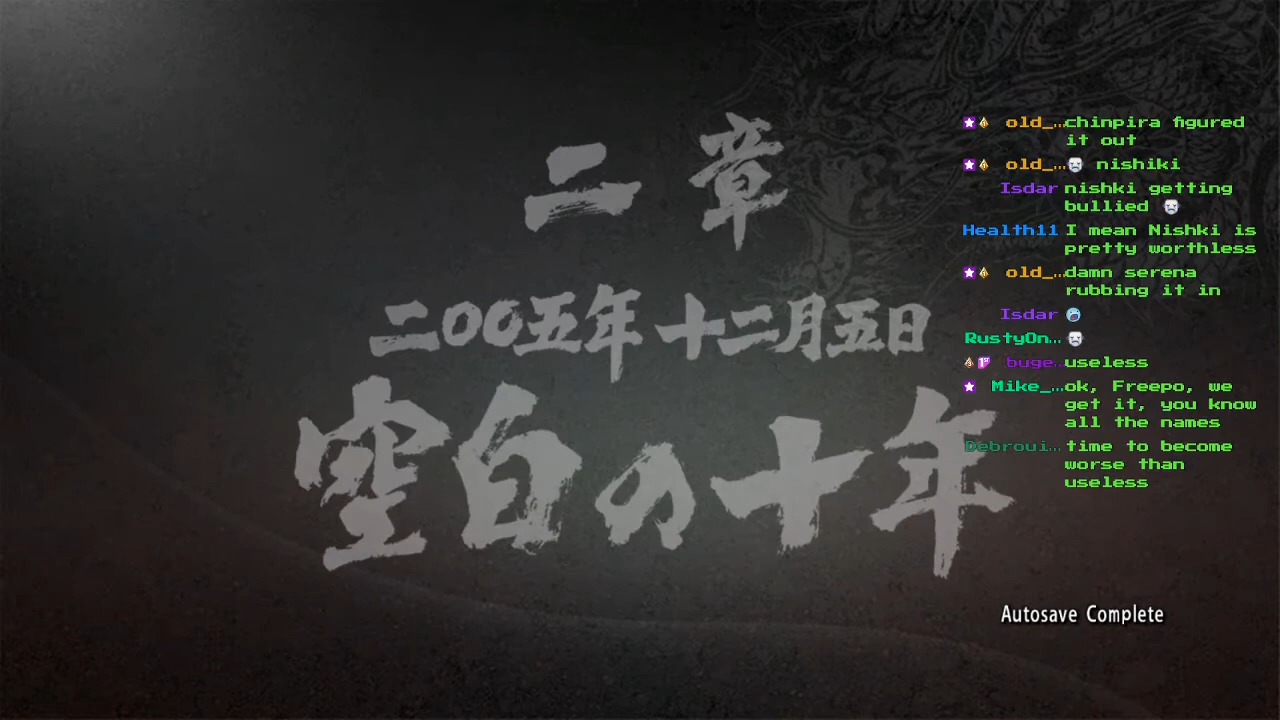 二章
二〇〇五年 十二月五日
空白の十年
old_...chinpira figured
it out
old_... nishiki
Isdar nishki getting
bullied
Health11 I mean Nishki is
pretty worthless
old_...damn serena
rubbing it in
Isdar
RustyOn...
buge..useless
Mike_...ok, Freepo, we
get it, you know
all the names
Debroui...time to become
worse than
useless
Autosave Complete